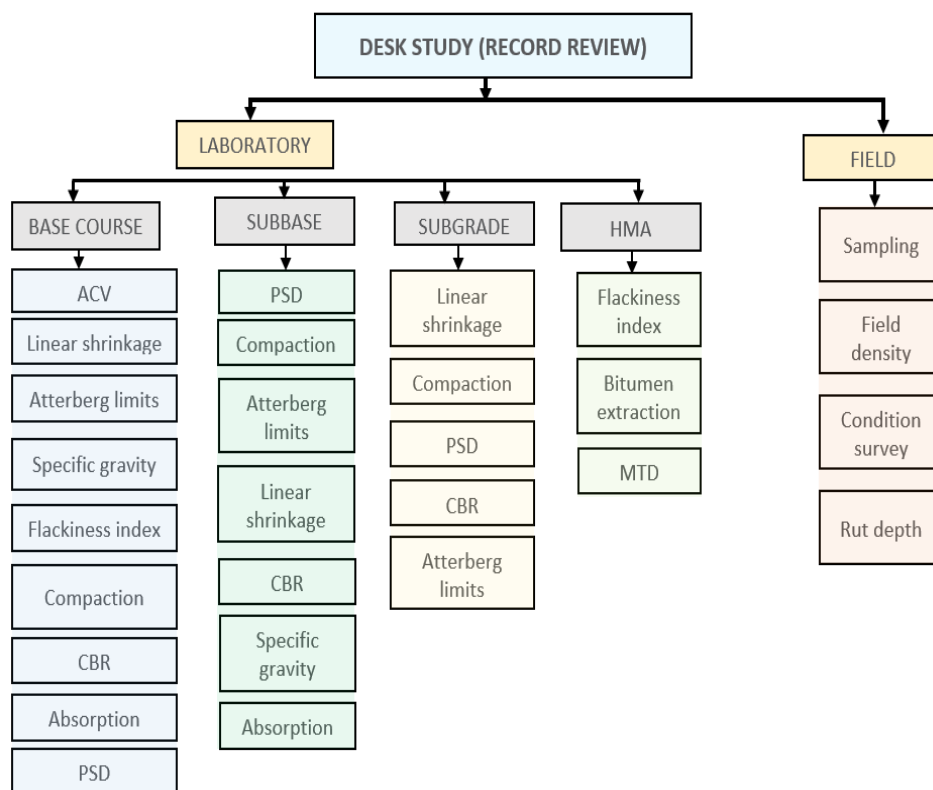 DESK STUDY (RECORD REVIEW)
LABORATORY
FIELD
BASE COURSE
SUBBASE
SUBGRADE
HMA
ACV
Linear shrinkage
Atterberg limits
Specific gravity
Flackiness index
Compaction
CBR
Absorption
PSD
PSD
Compaction
Atterberg
limits
Linear
shrinkage
CBR
Specific
gravity
Absorption
Linear
shrinkage
Compaction
PSD
CBR
Atterberg
limits
Flackiness
index
Bitumen
extraction
MTD
Sampling
Field
density
Condition
survey
Rut depth